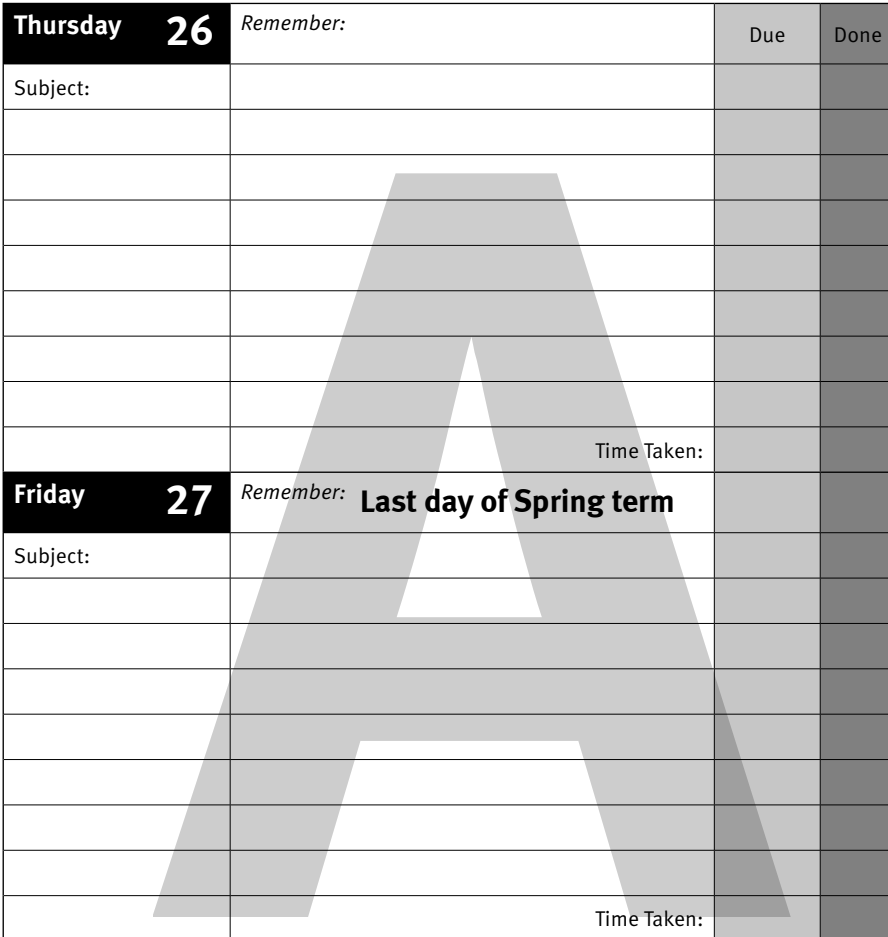 Thursday 26 Remember: Due Done
Subject:
Time Taken:
Friday 27 Remember: Last day of Spring term
Subject:
Time Taken:
A